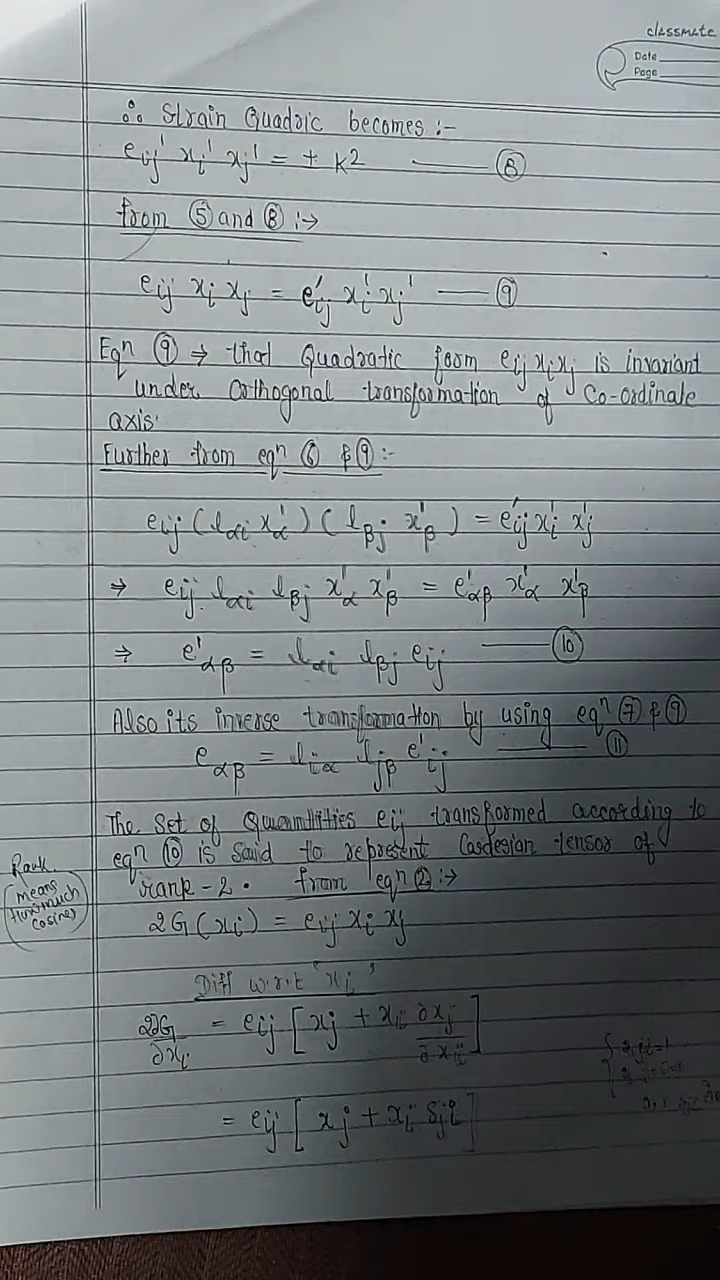 classmate
Date
Page
∴ Strain Quadric becomes :-
eij' xi' xj' = ± K² —— ⑧
from ⑤ and ⑧ :→
eij xi xj = e'ij x'i xj' —— ⑨
Eqn ⑨ ⇒ that Quadratic form eij xi xj is invariant
under orthogonal transformation of Co-ordinate
axis.
Further from eqn ⑥ & ⑨ :-
eij (lαi x'α) (lβj x'β) = e'ij x'i x'j
⇒ eij lαi lβj x'α x'β = e'αβ x'α x'β
⇒ e'αβ = lαi lβj eij —— ⑩
Also its inverse transformation by using eqn ⑦ & ⑨
eαβ = liα ljβ e'ij —— ⑪
The set of Quantities eij transformed according to
eqn ⑩ is said to represent Cartesian tensor of
rank-2. from eqn ②:→
Rank
means
how much
cosines
2G(xi) = eij xi xj
Diff w.r.t 'xi'
2∂G/∂xi = eij [xj + xi ∂xj/∂xi]
= eij [xj + xi δji]